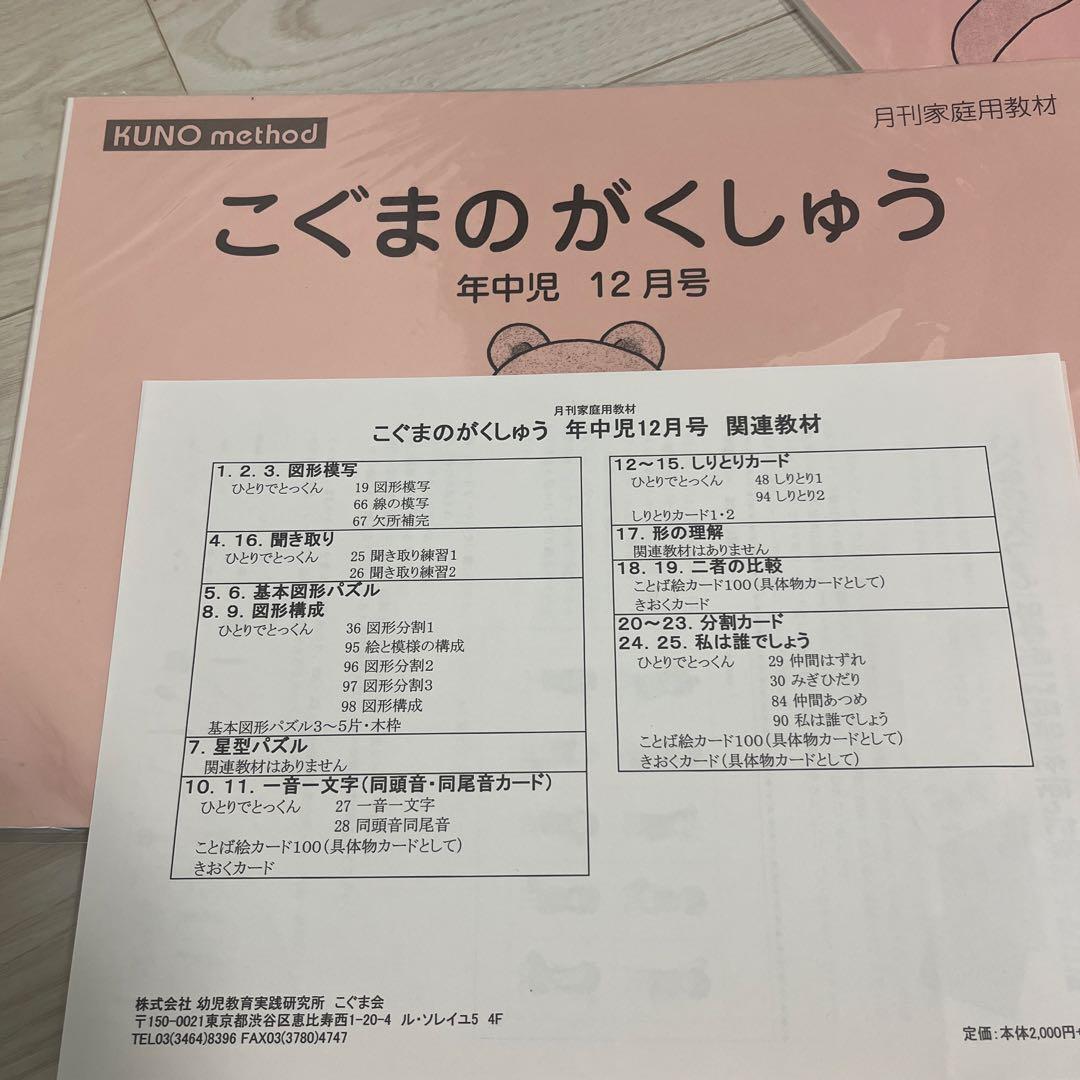 KUNO method
月刊家庭用教材
こぐまのがくしゅう
年中児 12月号
月刊家庭用教材
こぐまのがくしゅう 年中児12月号 関連教材
1. 2. 3. 図形模写
ひとりでとっくん 19 図形模写
66 線の模写
67 欠所補完
4. 16. 聞き取り
ひとりでとっくん 25 聞き取り練習1
26 聞き取り練習2
5. 6. 基本図形パズル
8. 9. 図形構成
ひとりでとっくん 36 図形分割1
95 絵と模様の構成
96 図形分割2
97 図形分割3
98 図形構成
基本図形パズル3~5片・木枠
7. 星型パズル
関連教材はありません
10. 11. 一音一文字(同頭音・同尾音カード)
ひとりでとっくん 27 一音一文字
28 同頭音同尾音
ことば絵カード100(具体物カードとして)
きおくカード
12~15. しりとりカード
ひとりでとっくん 48 しりとり1
94 しりとり2
しりとりカード1・2
17. 形の理解
関連教材はありません
18. 19. 二者の比較
ことば絵カード100(具体物カードとして)
きおくカード
20~23. 分割カード
24. 25. 私は誰でしょう
ひとりでとっくん 29 仲間はずれ
30 みぎひだり
84 仲間あつめ
90 私は誰でしょう
ことば絵カード100(具体物カードとして)
きおくカード(具体物カードとして)
株式会社 幼児教育実践研究所 こぐま会
〒150-0021東京都渋谷区恵比寿西1-20-4 ル・ソレイユ5 4F
TEL03(3464)8396 FAX03(3780)4747
定価:本体2,000円+